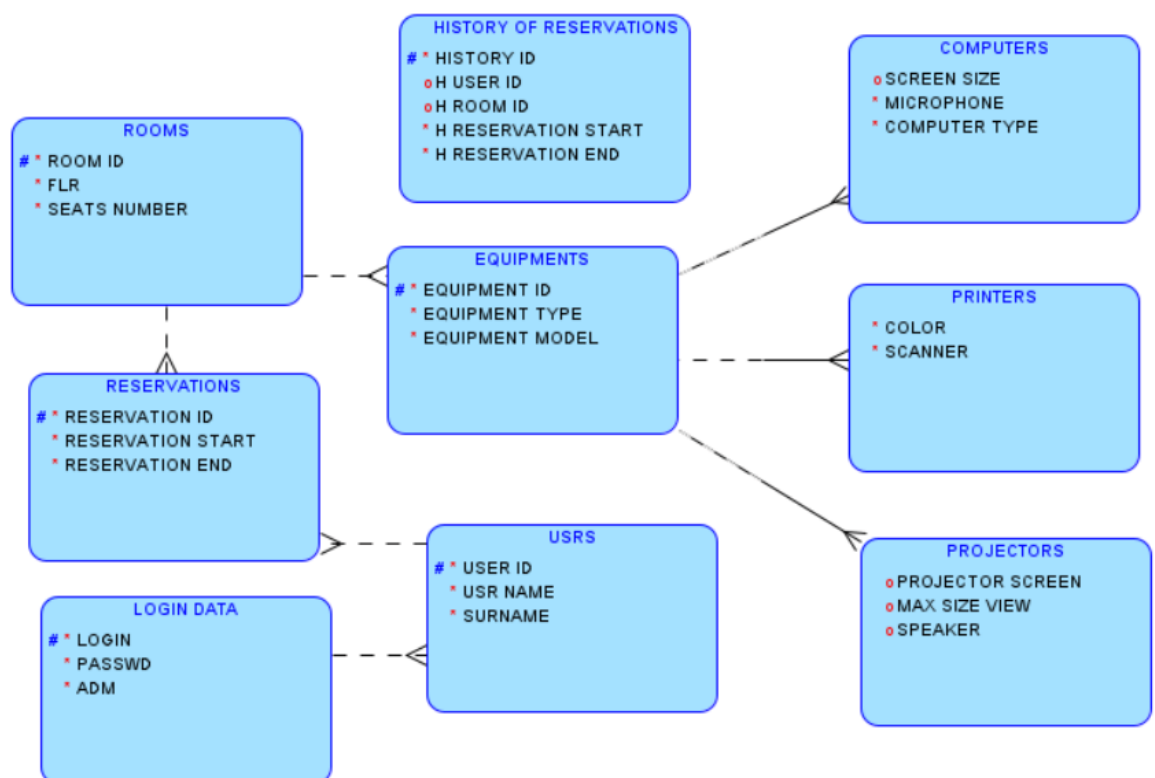 HISTORY OF RESERVATIONS
# * HISTORY ID
o H USER ID
o H ROOM ID
* H RESERVATION START
* H RESERVATION END
COMPUTERS
o SCREEN SIZE
* MICROPHONE
* COMPUTER TYPE
ROOMS
# * ROOM ID
* FLR
* SEATS NUMBER
EQUIPMENTS
# * EQUIPMENT ID
* EQUIPMENT TYPE
* EQUIPMENT MODEL
PRINTERS
* COLOR
* SCANNER
RESERVATIONS
# * RESERVATION ID
* RESERVATION START
* RESERVATION END
USRS
# * USER ID
* USR NAME
* SURNAME
PROJECTORS
o PROJECTOR SCREEN
o MAX SIZE VIEW
o SPEAKER
LOGIN DATA
# * LOGIN
* PASSWD
* ADM